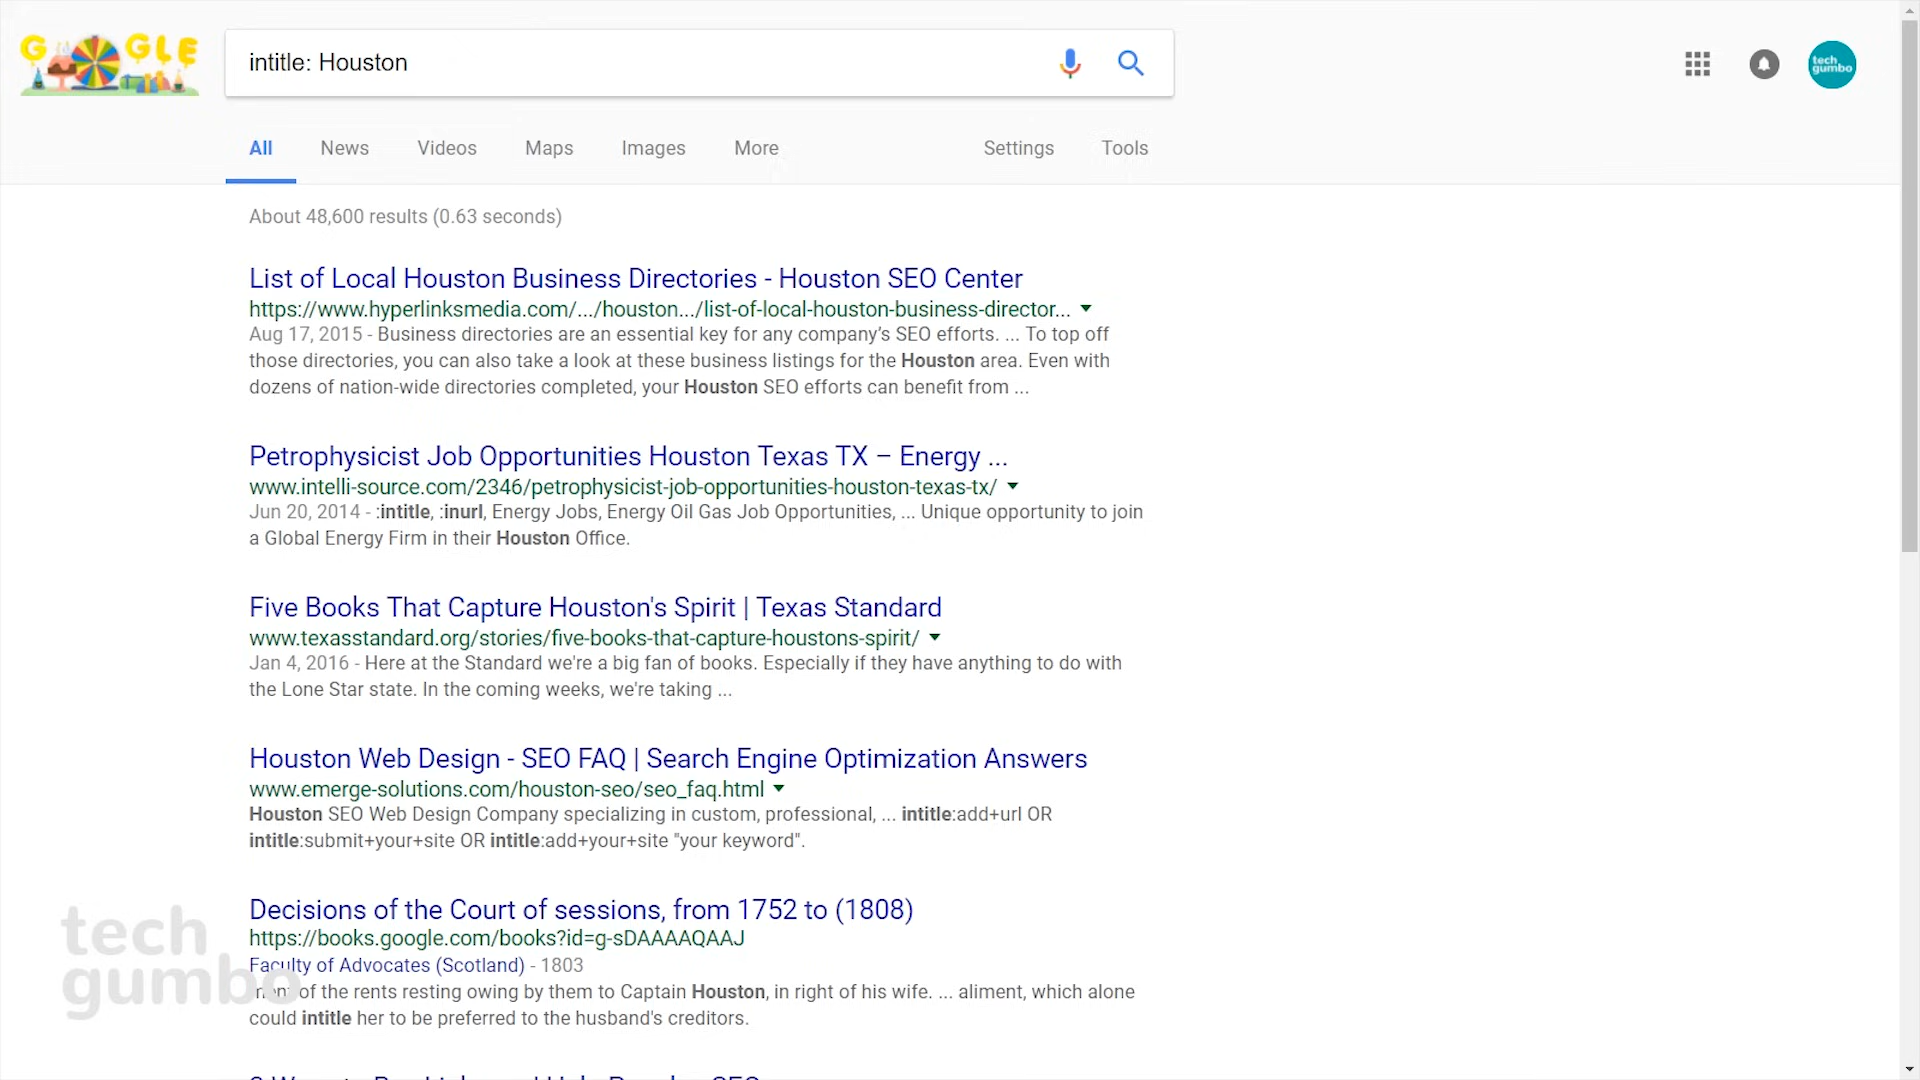 GOOGLE
intitle: Houston
tech
gumbo
All News Videos Maps Images More Settings Tools
About 48,600 results (0.63 seconds)
List of Local Houston Business Directories - Houston SEO Center
https://www.hyperlinksmedia.com/.../houston.../list-of-local-houston-business-director...
Aug 17, 2015 - Business directories are an essential key for any company's SEO efforts. ... To top off
those directories, you can also take a look at these business listings for the Houston area. Even with
dozens of nation-wide directories completed, your Houston SEO efforts can benefit from ...
Petrophysicist Job Opportunities Houston Texas TX – Energy ...
www.intelli-source.com/2346/petrophysicist-job-opportunities-houston-texas-tx/
Jun 20, 2014 - :intitle, :inurl, Energy Jobs, Energy Oil Gas Job Opportunities, ... Unique opportunity to join
a Global Energy Firm in their Houston Office.
Five Books That Capture Houston's Spirit | Texas Standard
www.texasstandard.org/stories/five-books-that-capture-houstons-spirit/
Jan 4, 2016 - Here at the Standard we're a big fan of books. Especially if they have anything to do with
the Lone Star state. In the coming weeks, we're taking ...
Houston Web Design - SEO FAQ | Search Engine Optimization Answers
www.emerge-solutions.com/houston-seo/seo_faq.html
Houston SEO Web Design Company specializing in custom, professional, ... intitle:add+url OR
intitle:submit+your+site OR intitle:add+your+site "your keyword".
Decisions of the Court of sessions, from 1752 to (1808)
https://books.google.com/books?id=g-sDAAAAQAAJ
Faculty of Advocates (Scotland) - 1803
of the rents resting owing by them to Captain Houston, in right of his wife. ... aliment, which alone
could intitle her to be preferred to the husband's creditors.
tech
gumbo